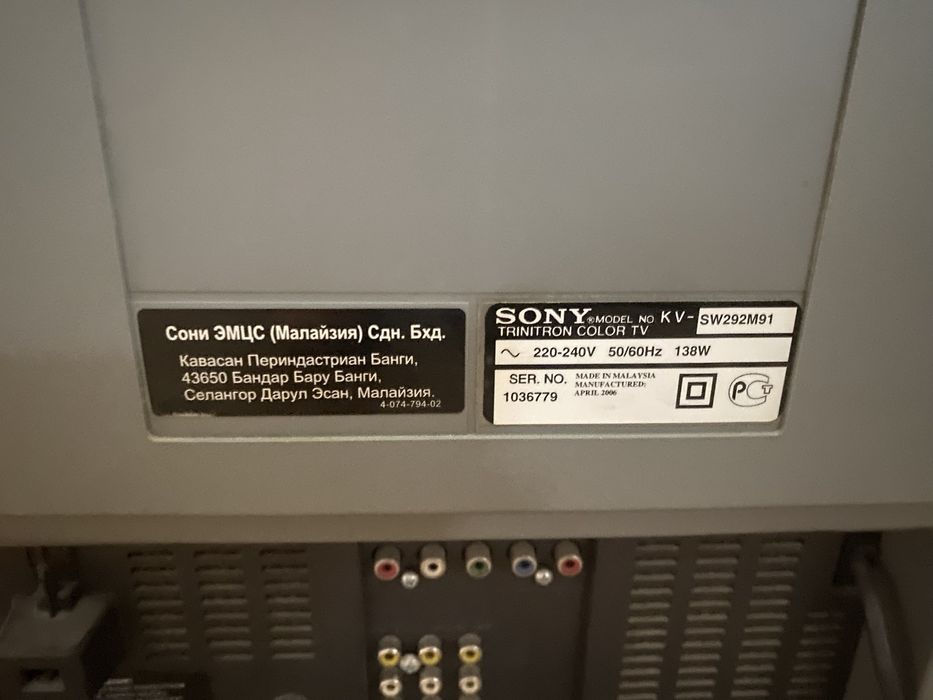 Сони ЭМЦС (Малайзия) Сдн. Бхд.
Кавасан Периндастриан Банги,
43650 Бандар Бару Банги,
Селангор Дарул Эсан, Малайзия.
4-074-794-02
SONY® MODEL NO KV- SW292M91
TRINITRON COLOR TV
~ 220-240V 50/60Hz 138W
SER. NO.
1036779
MADE IN MALAYSIA
MANUFACTURED:
APRIL 2006
РСТ